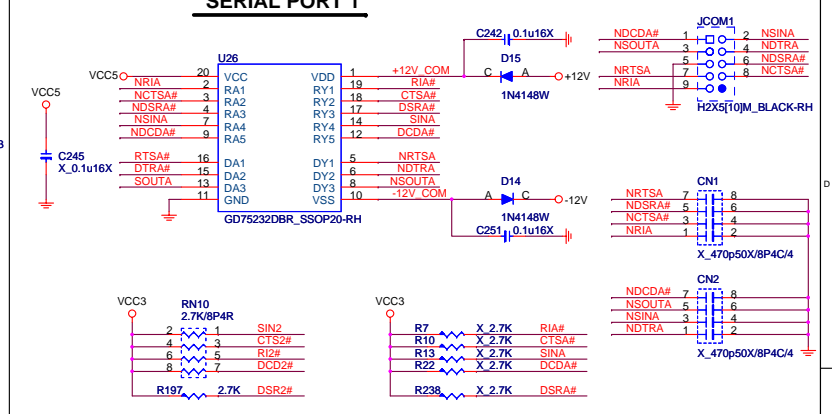 SERIAL PORT 1
C242 0.1u16X
JCOM1
NDCDA# 1 2 NSINA
NSOUTA 3 4 NDTRA
5 6 NDSRA#
NRTSA 7 8 NCTSA#
NRIA 9
H2X5[10]M_BLACK-RH
U26
D15
VCC5 20 VCC VDD 1 +12V_COM C A +12V
1N4148W
NRIA 2 RA1 RY1 19 RIA#
NCTSA# 3 RA2 RY2 18 CTSA#
NDSRA# 4 RA3 RY3 17 DSRA#
NSINA 7 RA4 RY4 14 SINA
NDCDA# 9 RA5 RY5 12 DCDA#
RTSA# 16 DA1 DY1 5 NRTSA
DTRA# 15 DA2 DY2 6 NDTRA
SOUTA 13 DA3 DY3 8 NSOUTA
11 GND VSS 10 -12V_COM
GD75232DBR_SSOP20-RH
VCC5
C245
X_0.1u16X
B
D14
A C -12V
1N4148W
C251 0.1u16X
D
CN1
NRTSA 7 8
NDSRA# 5 6
NCTSA# 3 4
NRIA 1 2
X_470p50X/8P4C/4
CN2
NDCDA# 7 8
NSOUTA 5 6
NSINA 3 4
NDTRA 1 2
X_470p50X/8P4C/4
VCC3
RN10
2.7K/8P4R
2 1 SIN2
4 3 CTS2#
6 5 RI2#
8 7 DCD2#
R197 2.7K DSR2#
VCC3
R7 X_2.7K RIA#
R10 X_2.7K CTSA#
R13 X_2.7K SINA
R22 X_2.7K DCDA#
R238 X_2.7K DSRA#